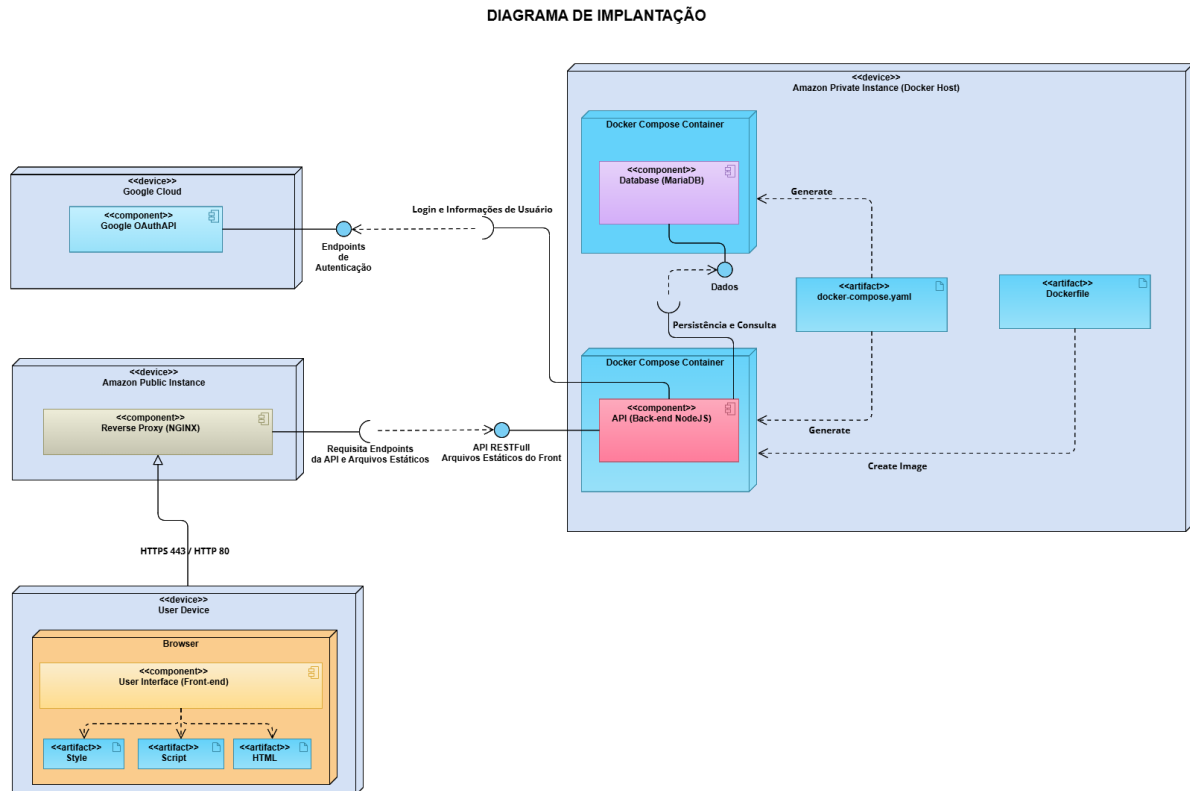 DIAGRAMA DE IMPLANTAÇÃO
<<device>>
Amazon Private Instance (Docker Host)
Docker Compose Container
<<component>>
Database (MariaDB)
Generate
<<device>>
Google Cloud
<<component>>
Google OAuthAPI
Login e Informações de Usuário
Endpoints
de
Autenticação
Dados
<<artifact>>
docker-compose.yaml
<<artifact>>
Dockerfile
Persistência e Consulta
<<device>>
Amazon Public Instance
<<component>>
Reverse Proxy (NGINX)
Requisita Endpoints
da API e Arquivos Estáticos
API RESTFull
Arquivos Estáticos do Front
Docker Compose Container
<<component>>
API (Back-end NodeJS)
Generate
Create Image
HTTPS 443 / HTTP 80
<<device>>
User Device
Browser
<<component>>
User Interface (Front-end)
<<artifact>>
Style
<<artifact>>
Script
<<artifact>>
HTML